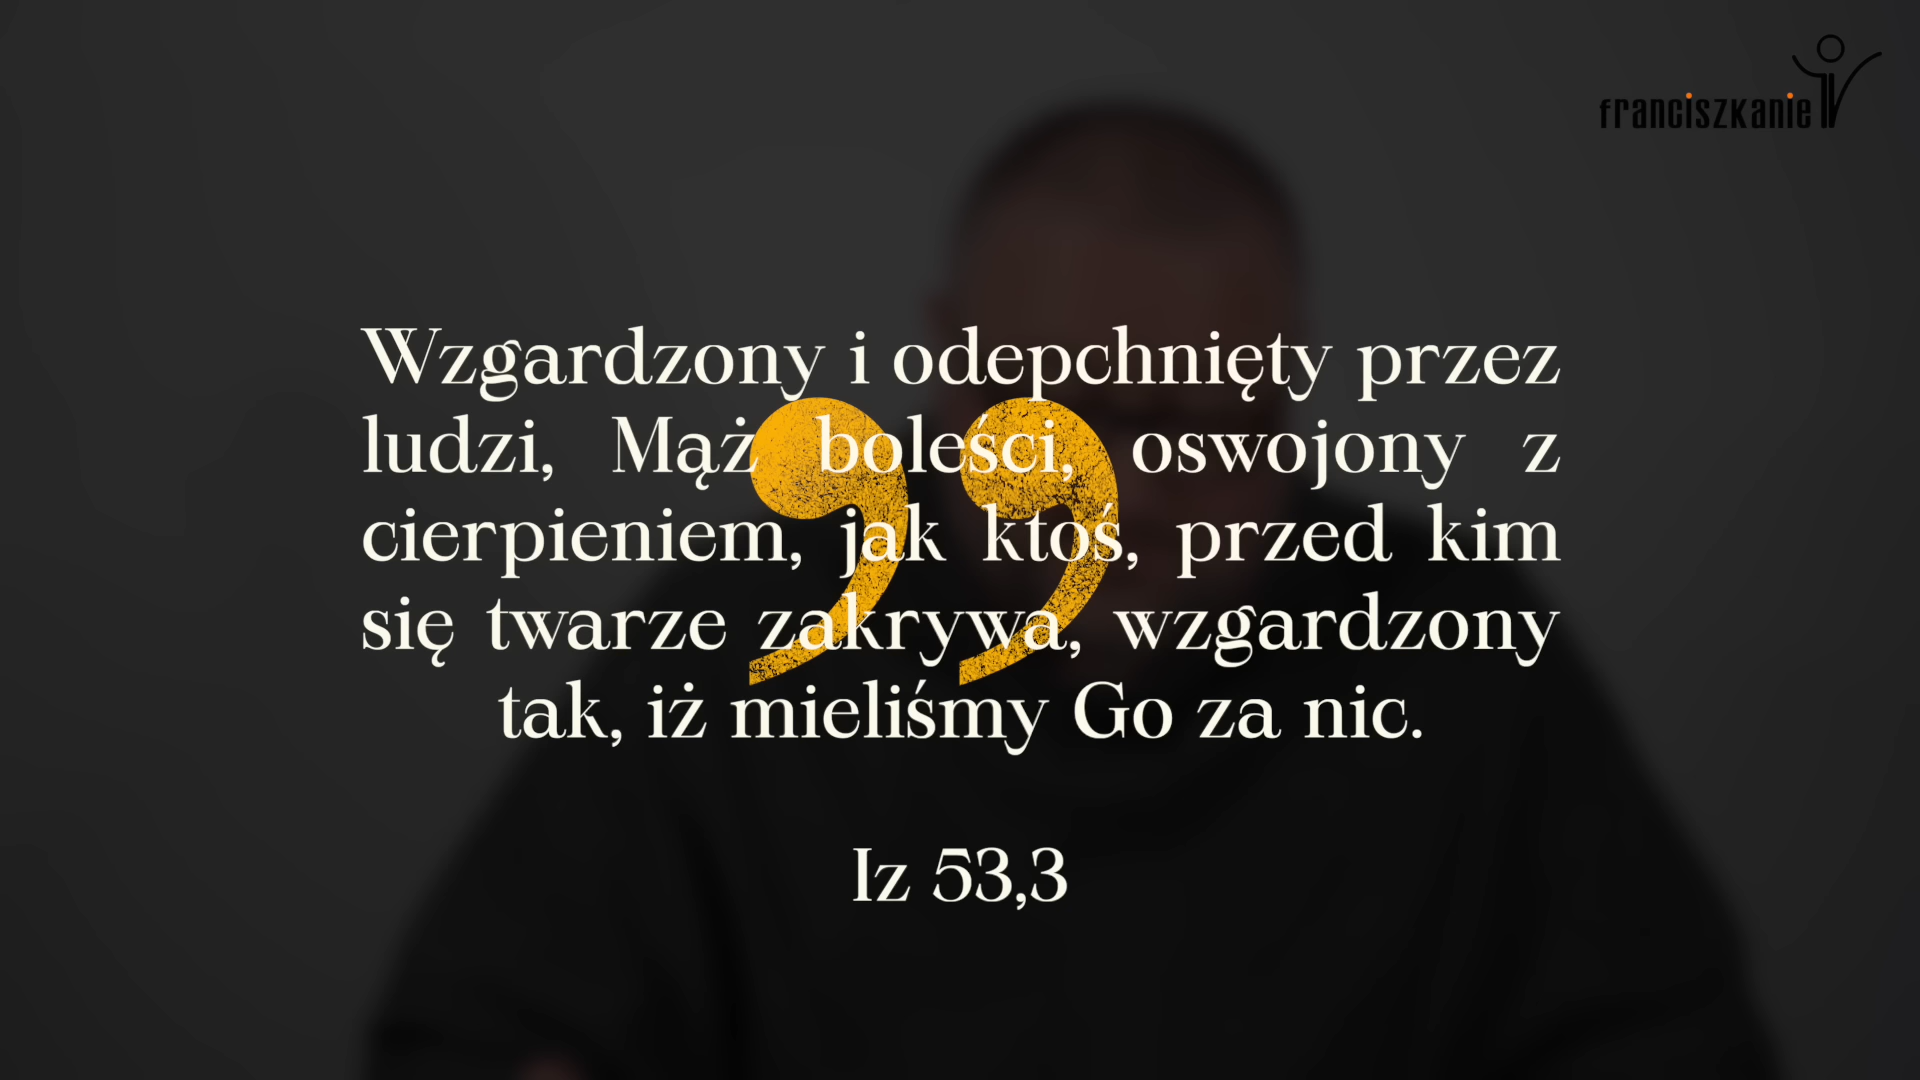 franciszkanie
Wzgardzony i odepchnięty przez
ludzi, Mąż boleści, oswojony z
cierpieniem, jak ktoś, przed kim
się twarze zakrywa, wzgardzony
tak, iż mieliśmy Go za nic.
Iz 53,3